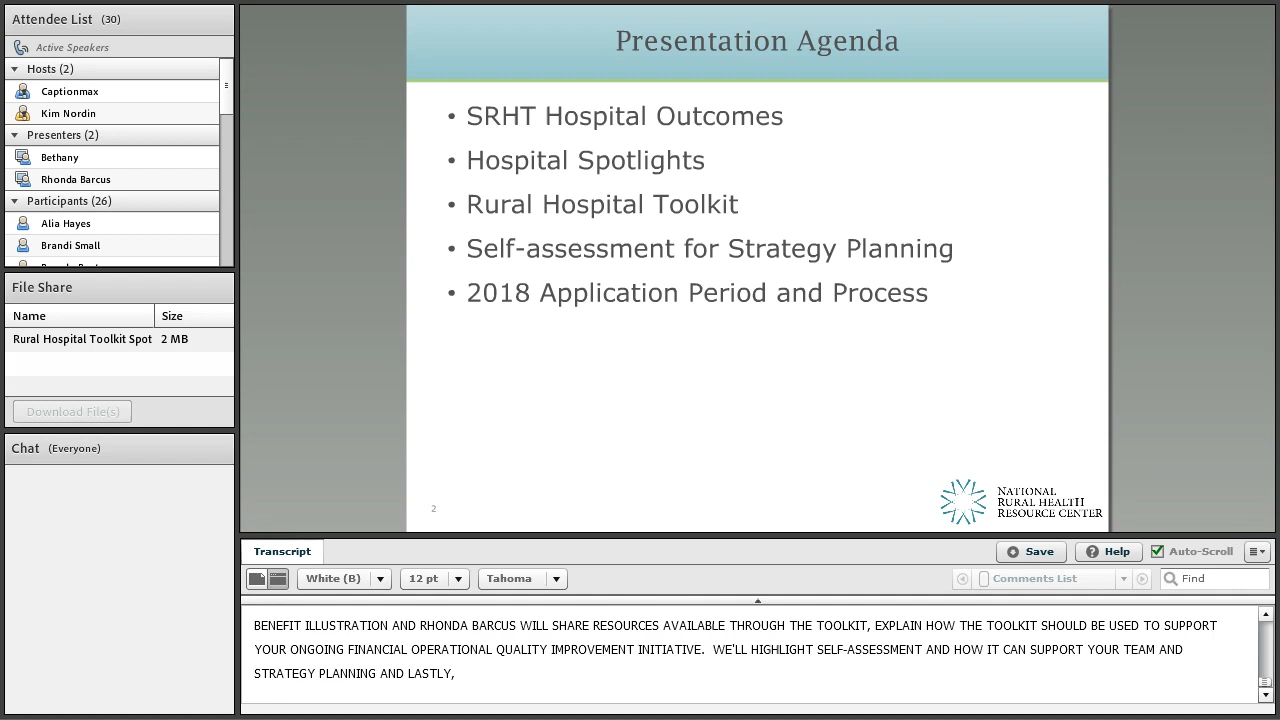 Attendee List (30)
Active Speakers
Hosts (2)
Captionmax
Kim Nordin
Presenters (2)
Bethany
Rhonda Barcus
Participants (26)
Alia Hayes
Brandi Small
File Share
Name Size
Rural Hospital Toolkit Spot 2 MB
Download File(s)
Chat (Everyone)
Presentation Agenda
• SRHT Hospital Outcomes
• Hospital Spotlights
• Rural Hospital Toolkit
• Self-assessment for Strategy Planning
• 2018 Application Period and Process
2
NATIONAL
RURAL HEALTH
RESOURCE CENTER
Transcript
Save
Help
Auto-Scroll
White (B)
12 pt
Tahoma
Comments List
Find
BENEFIT ILLUSTRATION AND RHONDA BARCUS WILL SHARE RESOURCES AVAILABLE THROUGH THE TOOLKIT, EXPLAIN HOW THE TOOLKIT SHOULD BE USED TO SUPPORT
YOUR ONGOING FINANCIAL OPERATIONAL QUALITY IMPROVEMENT INITIATIVE.  WE'LL HIGHLIGHT SELF-ASSESSMENT AND HOW IT CAN SUPPORT YOUR TEAM AND
STRATEGY PLANNING AND LASTLY,